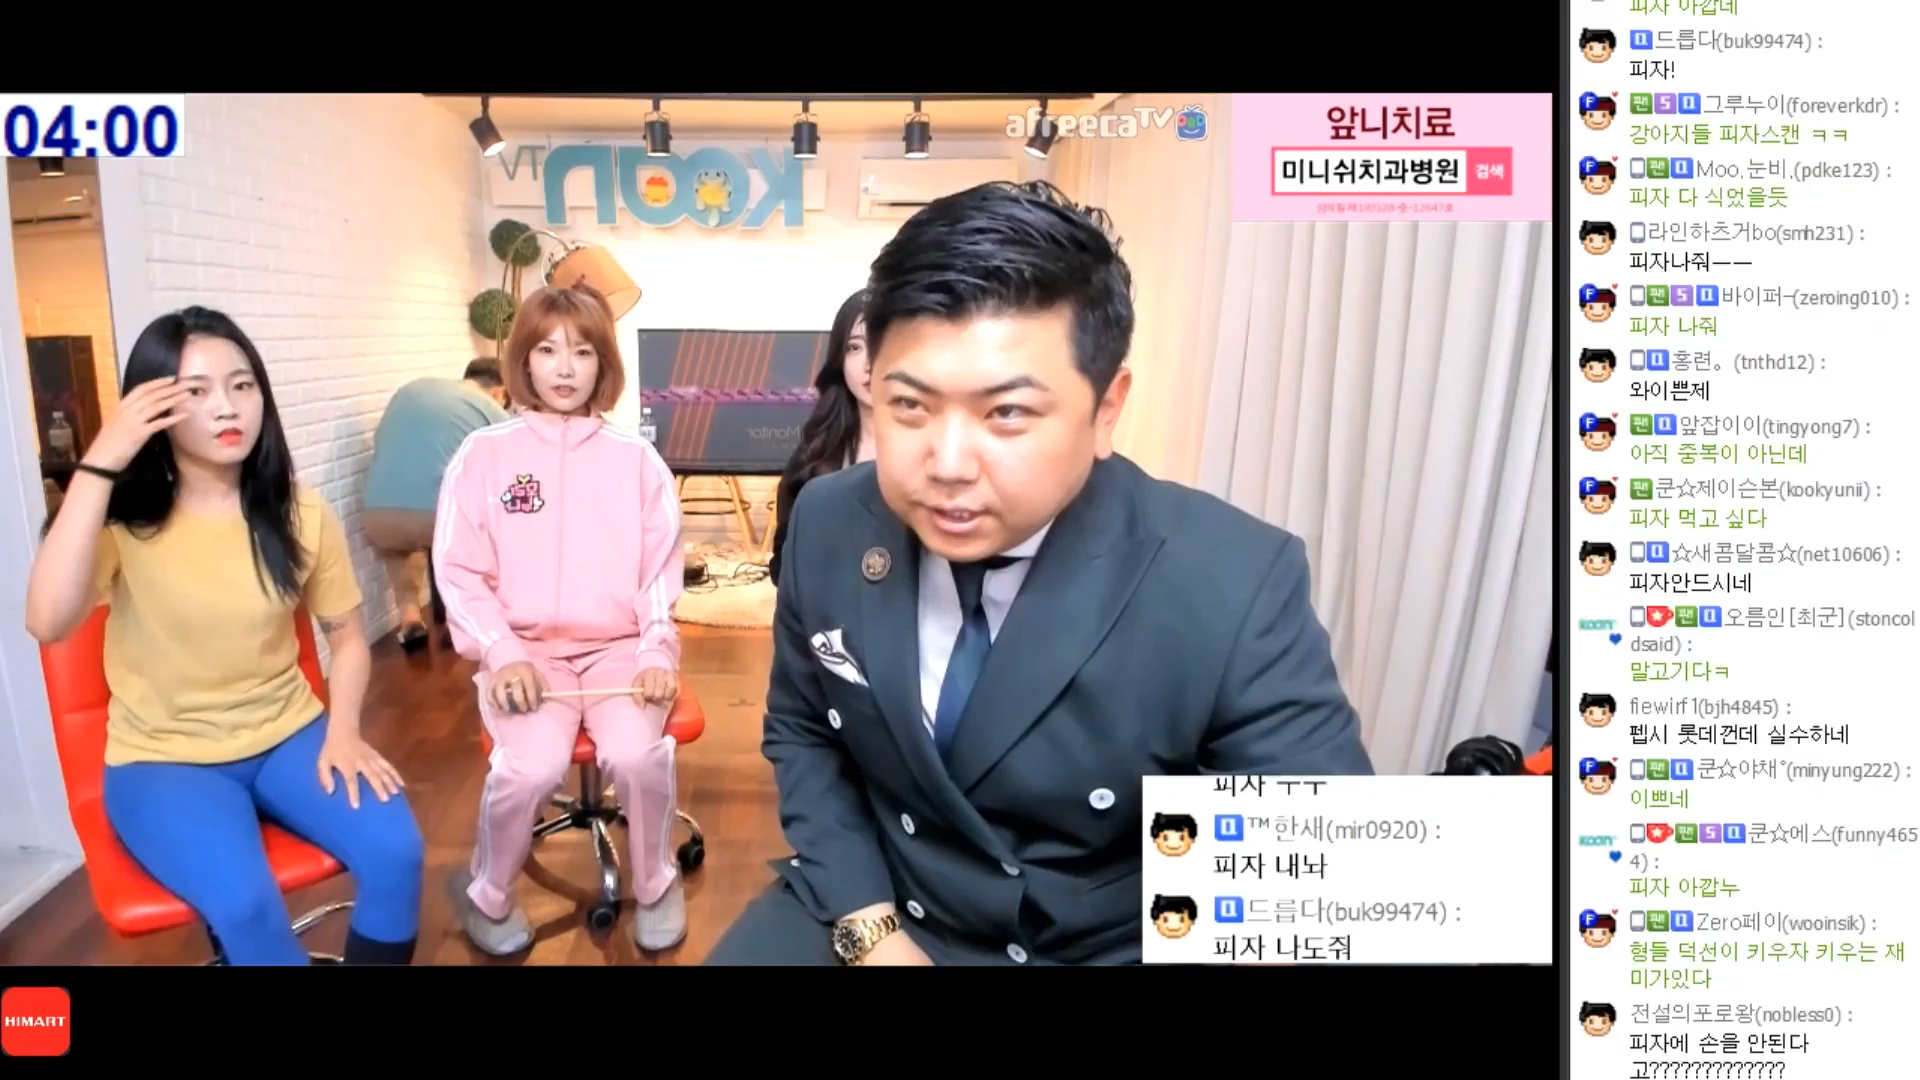 04:00
afreecaTV
앞니치료
미니쉬치과병원 검색
koon TV
Monitor
피자 ㅜㅜ
™한새(mir0920) :
피자 내놔
드릅다(buk99474) :
피자 나도줘
HIMART
피자 아깝네
드릅다(buk99474) :
피자!
팬 S 그루누이(foreverkdr) :
강아지들 피자스캔 ㅋㅋ
팬 Moo.눈비.(pdke123) :
피자 다 식었을듯
라인하츠거bo(smh231) :
피자나줘ㅡㅡ
팬 S 바이퍼-(zeroing010) :
피자 나줘
홍련。(tnthd12) :
와이쁜제
팬 앞잡이이(tingyong7) :
아직 중복이 아닌데
팬 쿤☆제이슨본(kookyunii) :
피자 먹고 싶다
☆새콤달콤☆(net10606) :
피자안드시네
팬 오름인[최군](stoncol
dsaid) :
말고기다ㅋ
fiewirf1(bjh4845) :
펩시 롯데껀데 실수하네
팬 쿤☆야채°(minyung222) :
이쁘네
팬 S 쿤☆에스(funny465
4) :
피자 아깝누
팬 Zero페이(wooinsik) :
형들 덕선이 키우자 키우는 재
미가있다
전설의포로왕(nobless0) :
피자에 손을 안된다
고?????????????